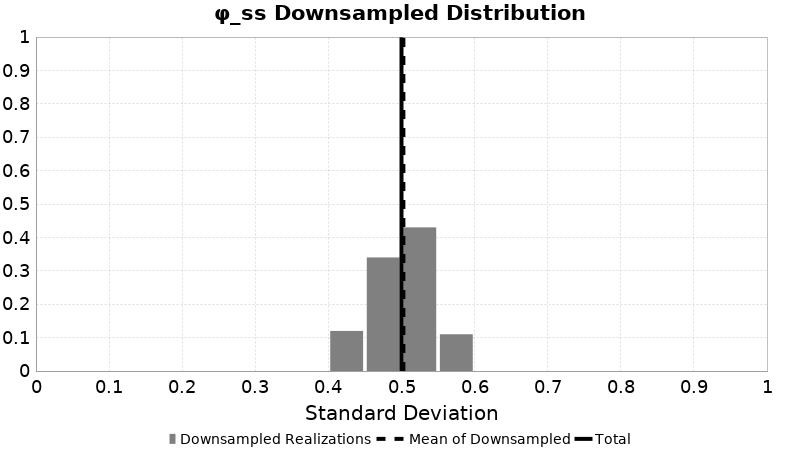 φ_ss Downsampled Distribution
1
0.9
0.8
0.7
0.6
0.5
0.4
0.3
0.2
0.1
0
0 0.1 0.2 0.3 0.4 0.5 0.6 0.7 0.8 0.9 1
Standard Deviation
Downsampled Realizations Mean of Downsampled Total